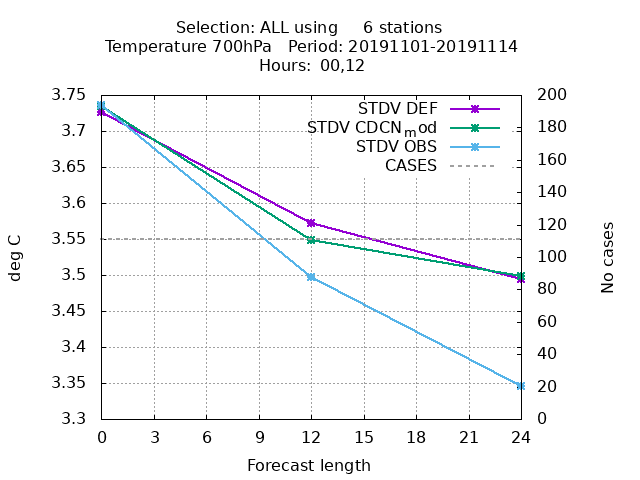 Selection: ALL using     6 stations
Temperature 700hPa   Period: 20191101-20191114
Hours: 00,12
3.75
3.7
3.65
3.6
3.55
3.5
3.45
3.4
3.35
3.3
deg C
STDV DEF
STDV CDCNmod
STDV OBS
CASES
200
180
160
140
120
100
80
60
40
20
0
No cases
0 3 6 9 12 15 18 21 24
Forecast length